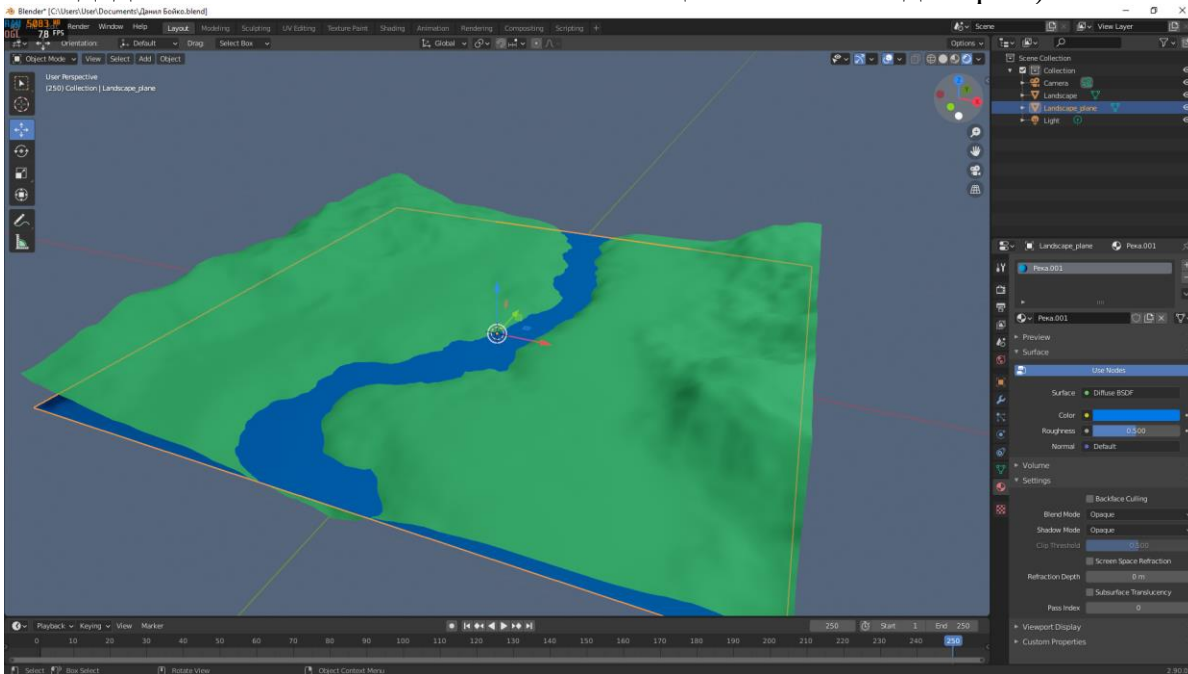 Blender* [C:\Users\User\Documents\Данил Бойко.blend]
5083 MB Render Window Help Layout Modeling Sculpting UV Editing Texture Paint Shading Animation Rendering Compositing Scripting + Scene View Layer
OGL 78 FPS
Orientation: Default Drag: Select Box Global Options
Object Mode View Select Add Object
User Perspective
(250) Collection | Landscape_plane
Scene Collection
Collection
Camera
Landscape
Landscape_plane
Light
Landscape_plane Река.001
Река.001
Река.001
Preview
Surface
Use Nodes
Surface Diffuse BSDF
Color
Roughness 0.500
Normal Default
Volume
Settings
Backface Culling
Blend Mode Opaque
Shadow Mode Opaque
Clip Threshold 0.500
Screen Space Refraction
Refraction Depth 0 m
Subsurface Translucency
Pass Index 0
Viewport Display
Custom Properties
Playback Keying View Marker 250 Start 1 End 250
0 10 20 30 40 50 60 70 80 90 100 110 120 130 140 150 160 170 180 190 200 210 220 230 240 250
Select Box Select Rotate View Object Context Menu 2.90.0